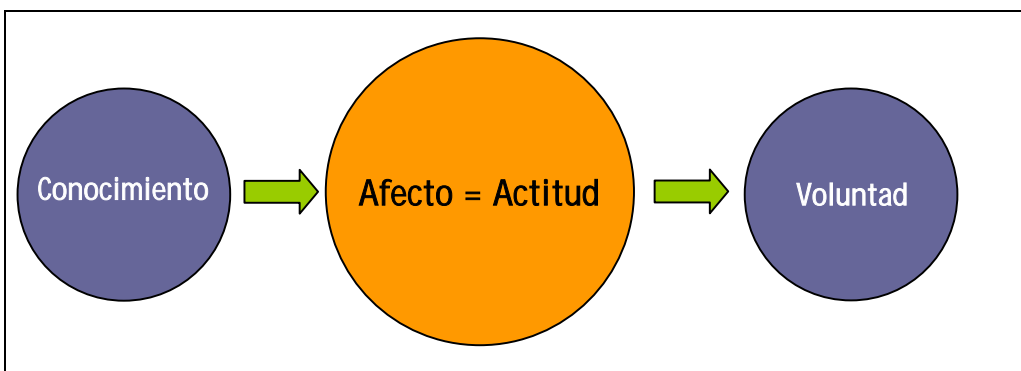 Conocimiento
Afecto = Actitud
Voluntad